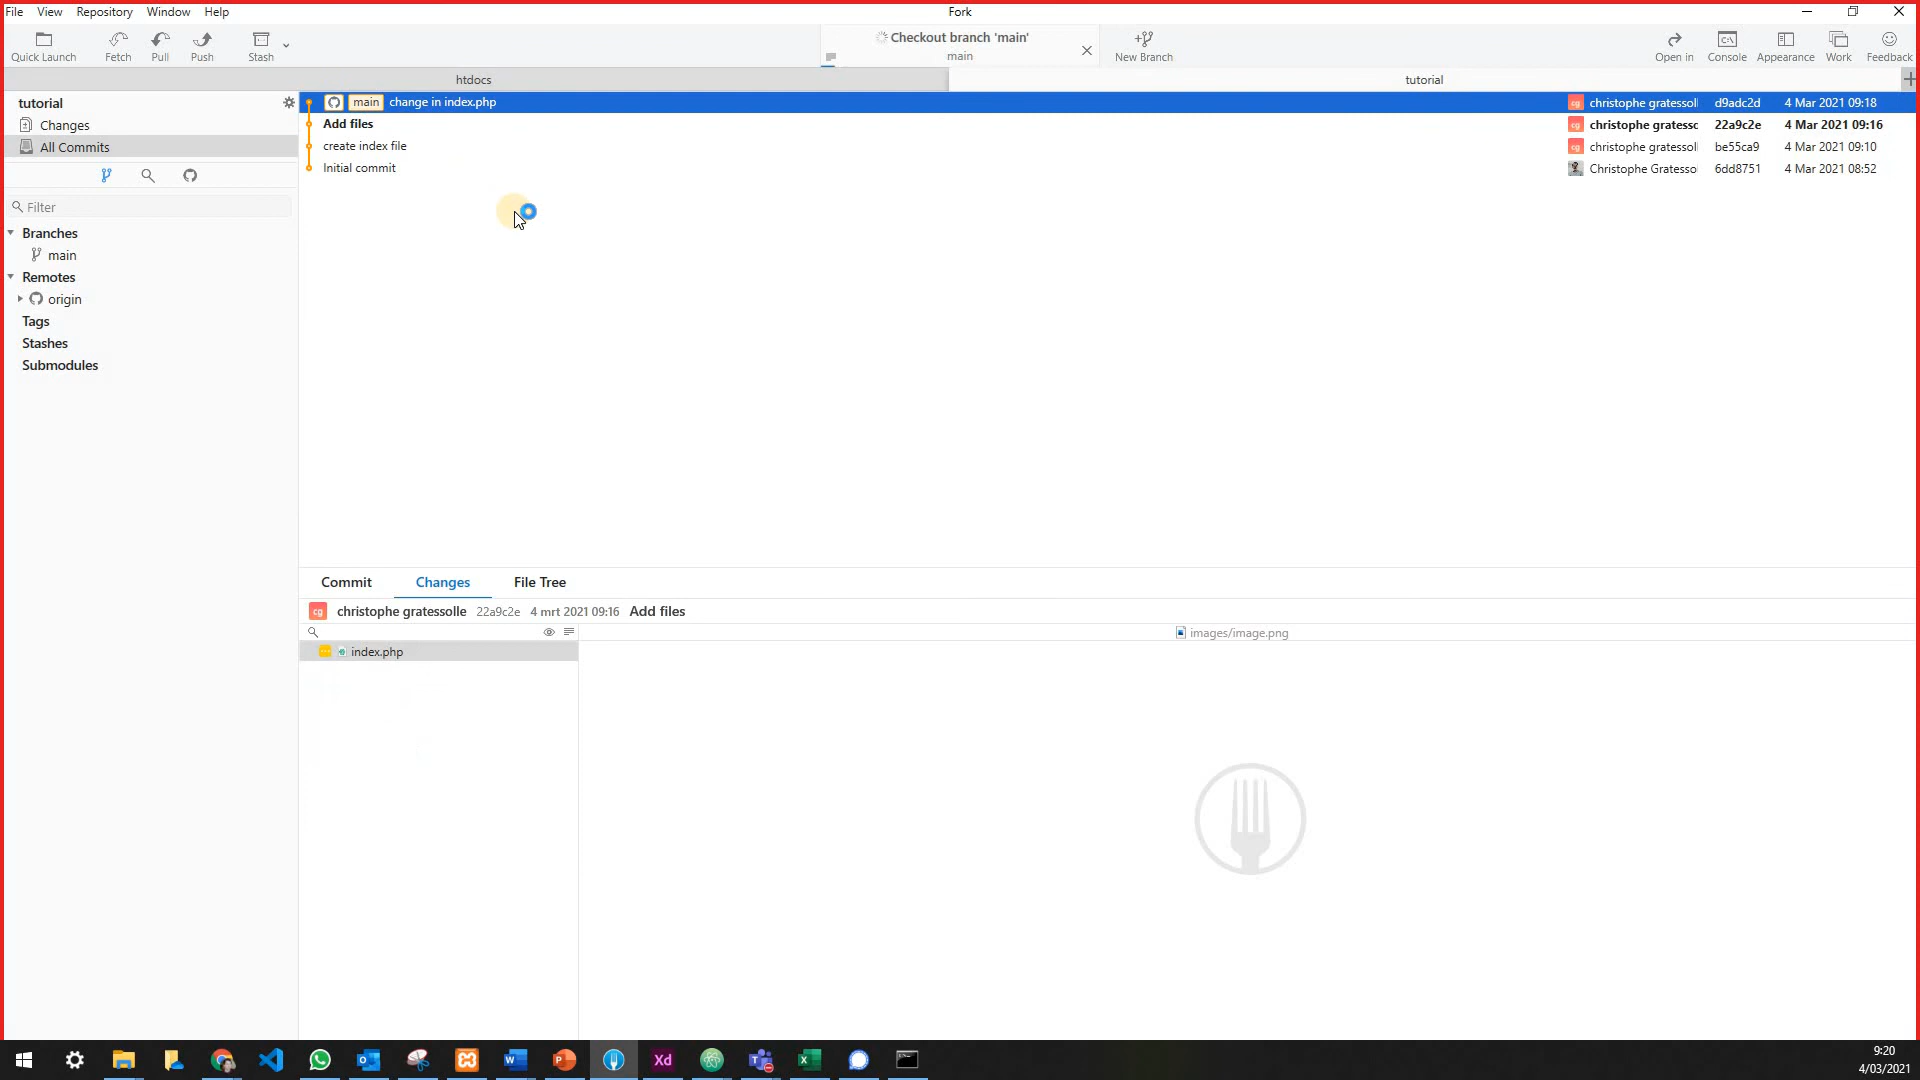 File View Repository Window Help
Fork
Quick Launch Fetch Pull Push Stash
Checkout branch 'main'
main
New Branch
Open in Console Appearance Work Feedback
htdocs
tutorial
tutorial
Changes
All Commits
Filter
Branches
main
Remotes
origin
Tags
Stashes
Submodules
main change in index.php cg christophe gratessoll d9adc2d 4 Mar 2021 09:18
Add files cg christophe gratessc 22a9c2e 4 Mar 2021 09:16
create index file cg christophe gratessoll be55ca9 4 Mar 2021 09:10
Initial commit Christophe Gratesso 6dd8751 4 Mar 2021 08:52
Commit Changes File Tree
cg christophe gratessolle 22a9c2e 4 mrt 2021 09:16 Add files
images/image.png
index.php
9:20
4/03/2021